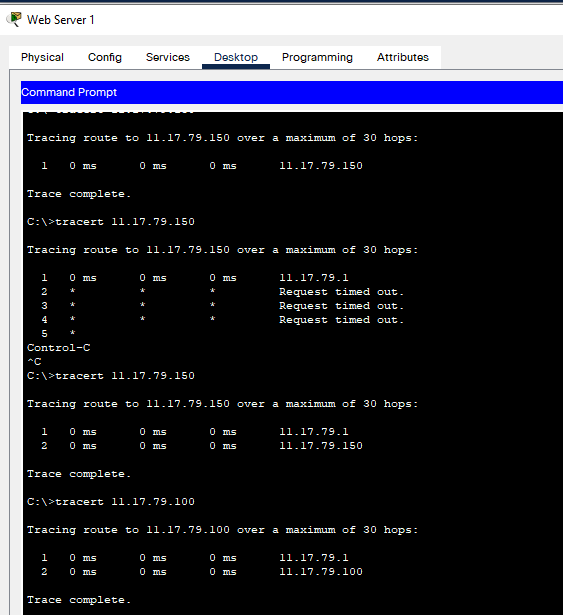 Web Server 1
Physical Config Services Desktop Programming Attributes
Command Prompt
Tracing route to 11.17.79.150 over a maximum of 30 hops:
1 0 ms 0 ms 0 ms 11.17.79.150
Trace complete.
C:\>tracert 11.17.79.150
Tracing route to 11.17.79.150 over a maximum of 30 hops:
1 0 ms 0 ms 0 ms 11.17.79.1
2 * * * Request timed out.
3 * * * Request timed out.
4 * * * Request timed out.
5 *
Control-C
^C
C:\>tracert 11.17.79.150
Tracing route to 11.17.79.150 over a maximum of 30 hops:
1 0 ms 0 ms 0 ms 11.17.79.1
2 0 ms 0 ms 0 ms 11.17.79.150
Trace complete.
C:\>tracert 11.17.79.100
Tracing route to 11.17.79.100 over a maximum of 30 hops:
1 0 ms 0 ms 0 ms 11.17.79.1
2 0 ms 0 ms 0 ms 11.17.79.100
Trace complete.